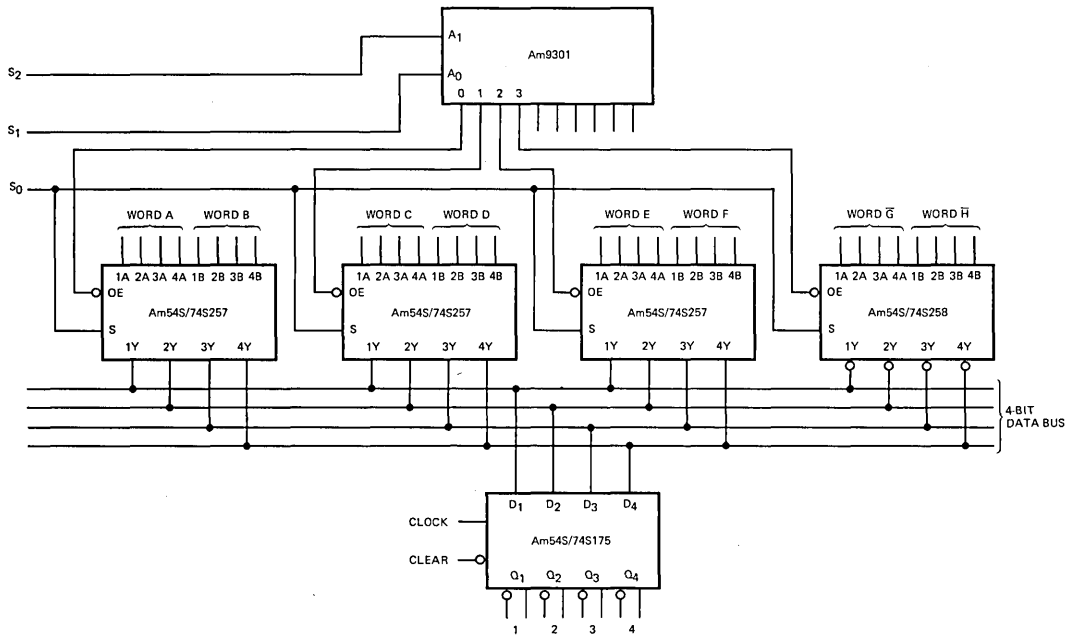 Am9301
A1
A0
0 1 2 3
S2
S1
S0
WORD A WORD B WORD C WORD D WORD E WORD F WORD G̅ WORD H̅
1A 2A 3A 4A 1B 2B 3B 4B 1A 2A 3A 4A 1B 2B 3B 4B 1A 2A 3A 4A 1B 2B 3B 4B 1A 2A 3A 4A 1B 2B 3B 4B
OE OE OE OE
Am54S/74S257 Am54S/74S257 Am54S/74S257 Am54S/74S258
S S S S
1Y 2Y 3Y 4Y 1Y 2Y 3Y 4Y 1Y 2Y 3Y 4Y 1Y 2Y 3Y 4Y
4-BIT
DATA BUS
D1 D2 D3 D4
CLOCK
Am54S/74S175
CLEAR
Q1 Q2 Q3 Q4
1 2 3 4